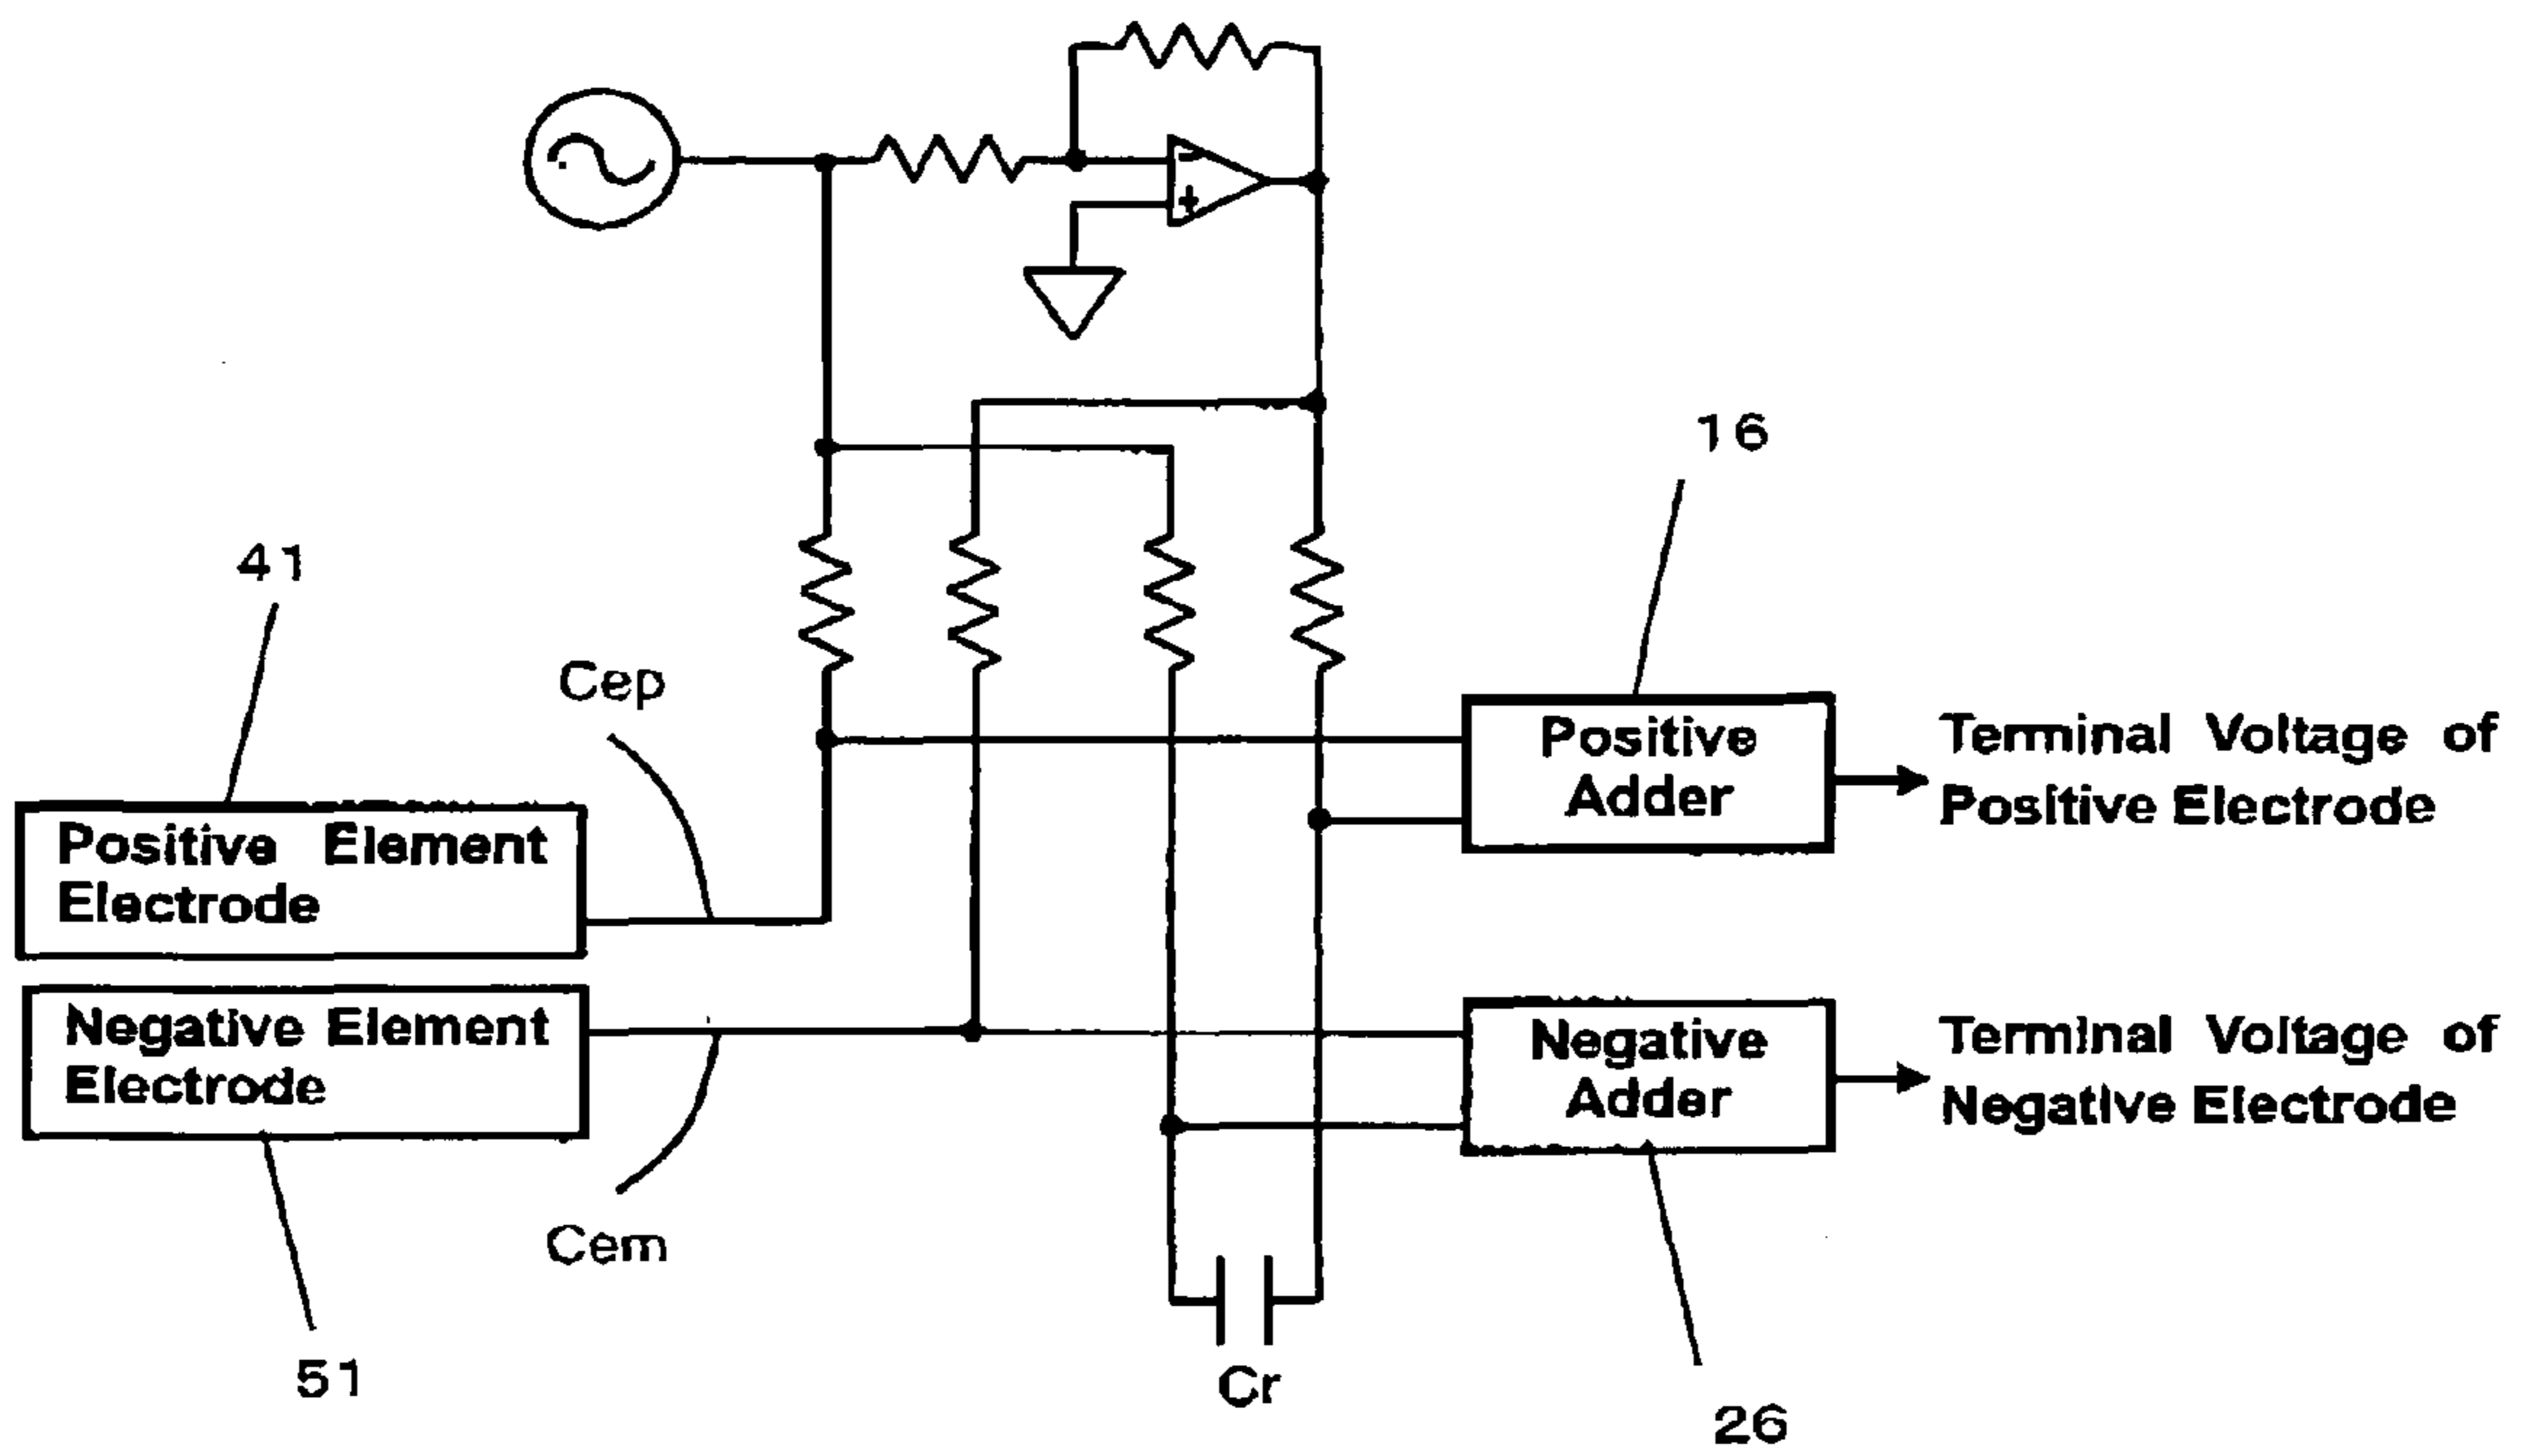 -
+
16
41
Cep
Positive
Adder
Terminal Voltage of
Positive Electrode
Positive Element
Electrode
Negative Element
Electrode
Negative
Adder
Terminal Voltage of
Negative Electrode
Cem
51
Cr
26